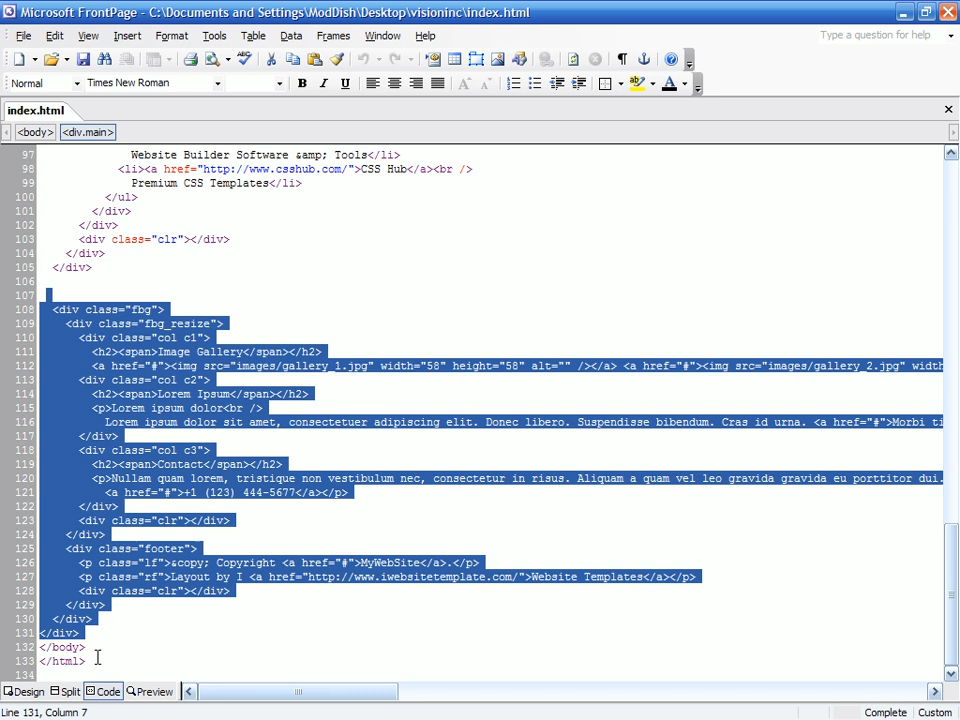 Microsoft FrontPage - C:\Documents and Settings\ModDish\Desktop\visioninc\index.html
File Edit View Insert Format Tools Table Data Frames Window Help Type a question for help
Normal Times New Roman B I U A A A
index.html
<body> <div.main>
97 Website Builder Software &amp; Tools</li>
98 <li><a href="http://www.csshub.com/">CSS Hub</a><br />
99 Premium CSS Templates</li>
100 </ul>
101 </div>
102 </div>
103 <div class="clr"></div>
104 </div>
105 </div>
106
107
108 <div class="fbg">
109 <div class="fbg_resize">
110 <div class="col c1">
111 <h2><span>Image Gallery</span></h2>
112 <a href="#"><img src="images/gallery_1.jpg" width="58" height="58" alt="" /></a> <a href="#"><img src="images/gallery_2.jpg" width
113 <div class="col c2">
114 <h2><span>Lorem Ipsum</span></h2>
115 <p>Lorem ipsum dolor<br />
116 Lorem ipsum dolor sit amet, consectetuer adipiscing elit. Donec libero. Suspendisse bibendum. Cras id urna. <a href="#">Morbi ti
117 </div>
118 <div class="col c3">
119 <h2><span>Contact</span></h2>
120 <p>Nullam quam lorem, tristique non vestibulum nec, consectetur in risus. Aliquam a quam vel leo gravida gravida eu porttitor dui.
121 <a href="#">+1 (123) 444-5677</a></p>
122 </div>
123 <div class="clr"></div>
124 </div>
125 <div class="footer">
126 <p class="lf">&copy; Copyright <a href="#">MyWebSite</a>.</p>
127 <p class="rf">Layout by I <a href="http://www.iwebsitetemplate.com/">Website Templates</a></p>
128 <div class="clr"></div>
129 </div>
130 </div>
131 </div>
132 </body>
133 </html>
134
Design Split Code Preview
Line 131, Column 7 Complete Custom